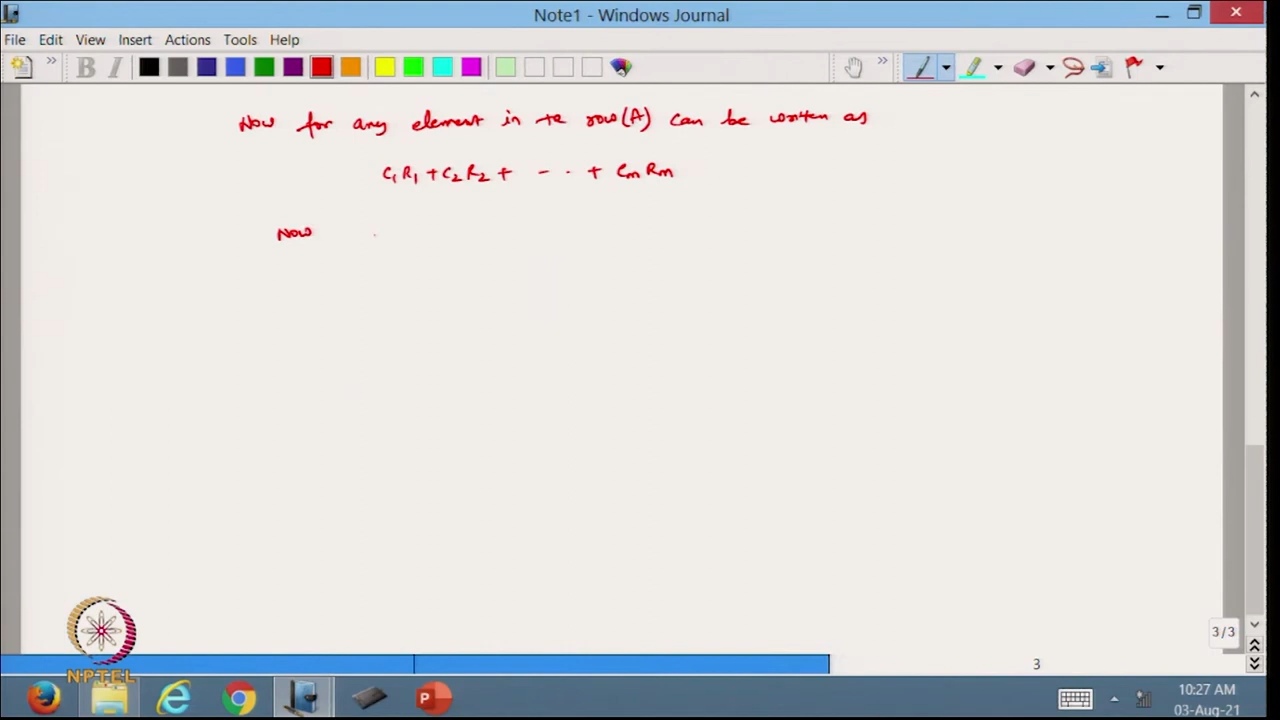 Note1 - Windows Journal
File Edit View Insert Actions Tools Help
B I
Now for any element in te row(A) can be written as
C₁R₁ + C₂R₂ + - - . + CₘRₘ
Now
3/3
NPTEL
3
10:27 AM
03-Aug-21